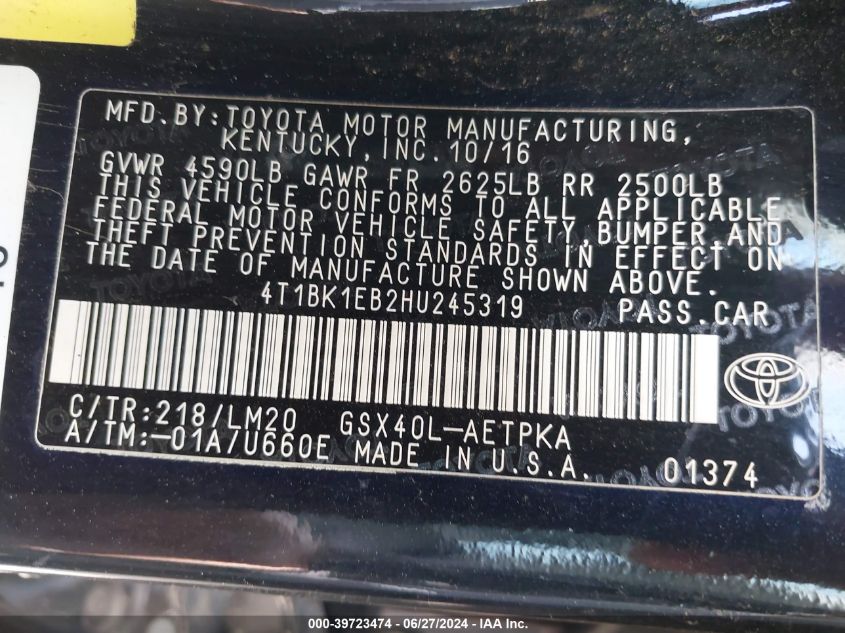 MFD. BY: TOYOTA MOTOR MANUFACTURING,
KENTUCKY, INC. 10/16
GVWR 4590LB GAWR FR 2625LB RR 2500LB
THIS VEHICLE CONFORMS TO ALL APPLICABLE
FEDERAL MOTOR VEHICLE SAFETY, BUMPER, AND
THEFT PREVENTION STANDARDS IN EFFECT ON
THE DATE OF MANUFACTURE SHOWN ABOVE.
4T1BK1EB2HU245319 PASS. CAR
C/TR: 218/LM20 GSX40L-AETPKA
A/TM: -01A/U660E MADE IN U.S.A. 01374
000-39723474 - 06/27/2024 - IAA Inc.